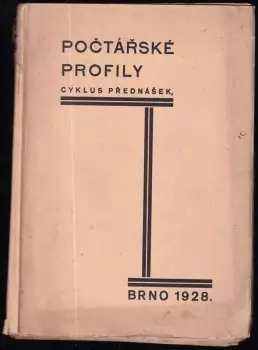 POČTÁŘSKÉ
PROFILY
CYKLUS PŘEDNÁŠEK,
BRNO 1928.